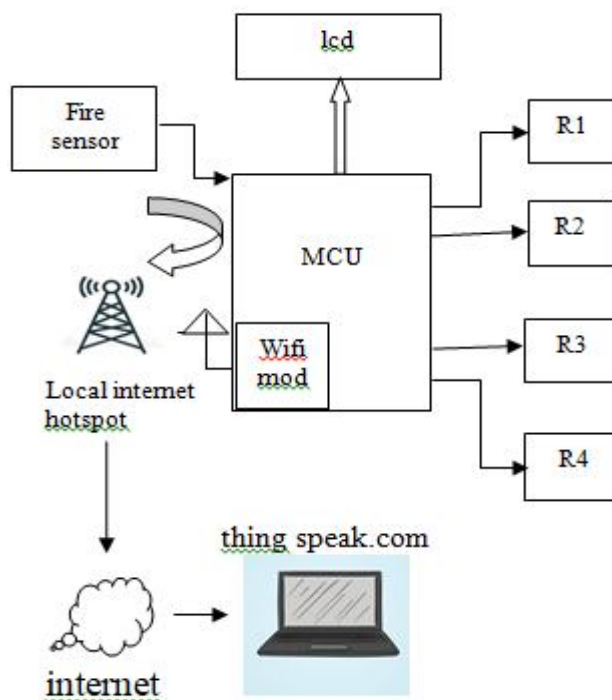 lcd
Fire
sensor
R1
R2
MCU
Wifi
mod
R3
Local internet
hotspot
R4
thing speak.com
internet